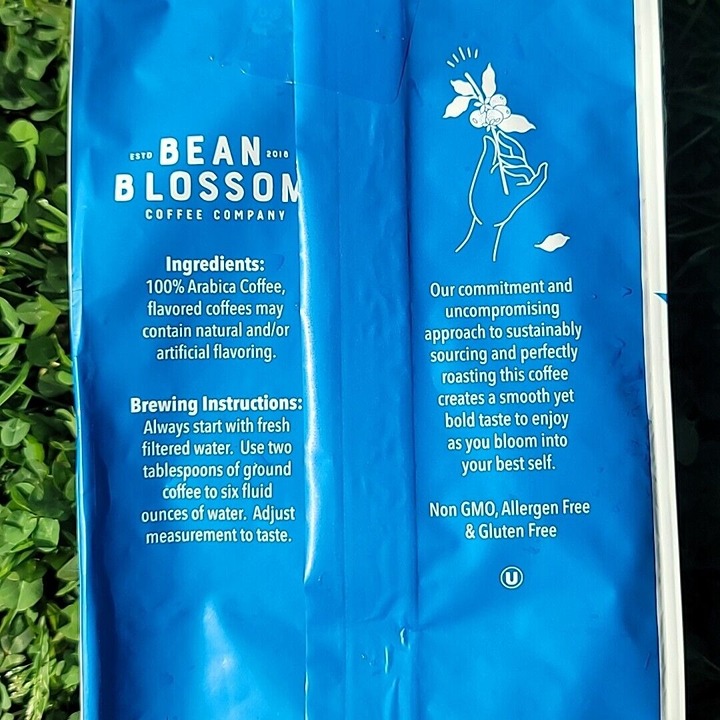 ESTD BEAN 2018
BLOSSOM
COFFEE COMPANY
Ingredients:
100% Arabica Coffee,
flavored coffees may
contain natural and/or
artificial flavoring.
Brewing Instructions:
Always start with fresh
filtered water. Use two
tablespoons of ground
coffee to six fluid
ounces of water. Adjust
measurement to taste.
Our commitment and
uncompromising
approach to sustainably
sourcing and perfectly
roasting this coffee
creates a smooth yet
bold taste to enjoy
as you bloom into
your best self.
Non GMO, Allergen Free
& Gluten Free
U